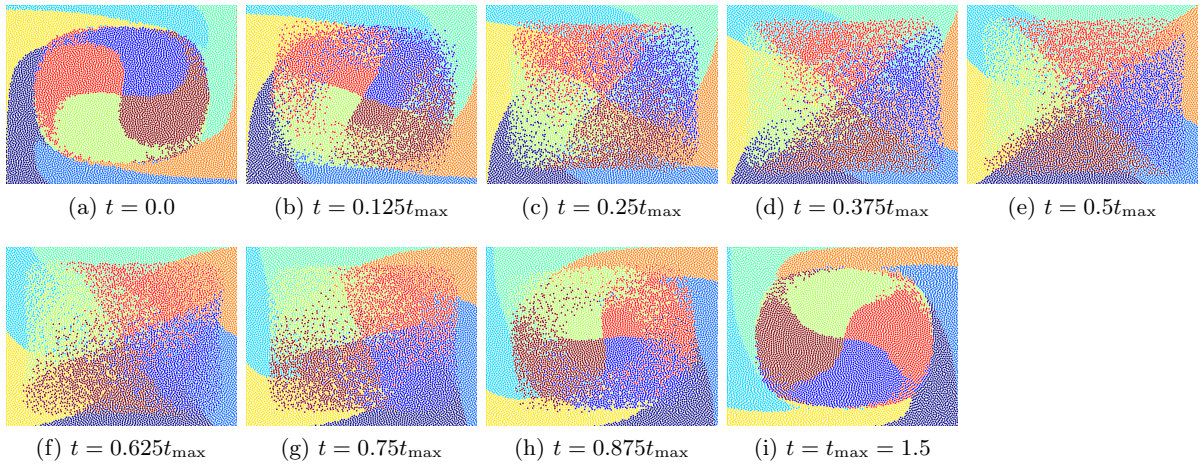 (a) t = 0.0
(b) t = 0.125t_max
(c) t = 0.25t_max
(d) t = 0.375t_max
(e) t = 0.5t_max
(f) t = 0.625t_max
(g) t = 0.75t_max
(h) t = 0.875t_max
(i) t = t_max = 1.5